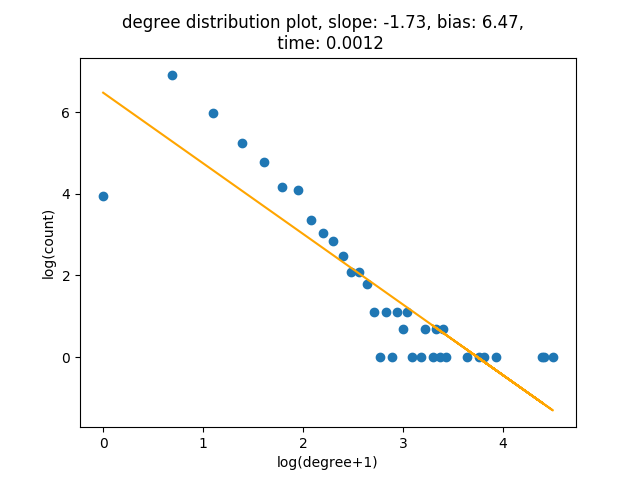 degree distribution plot, slope: -1.73, bias: 6.47,
time: 0.0012
6
4
2
0
log(count)
0 1 2 3 4
log(degree+1)